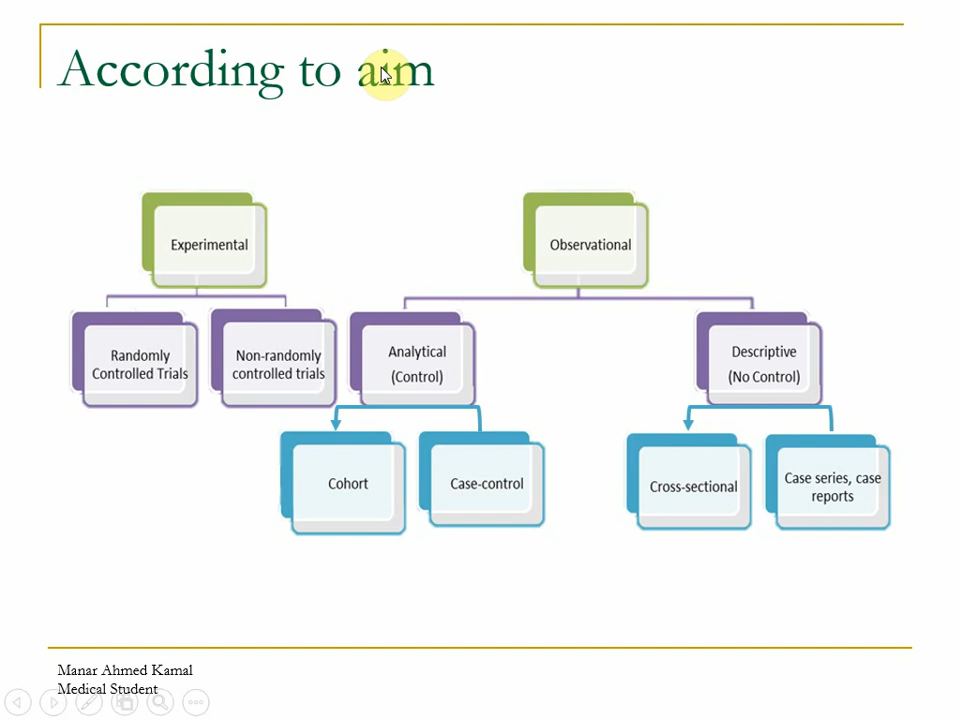 According to aim
Experimental
Observational
Randomly
Controlled Trials
Non-randomly
controlled trials
Analytical
(Control)
Descriptive
(No Control)
Cohort
Case-control
Cross-sectional
Case series, case
reports
Manar Ahmed Kamal
Medical Student